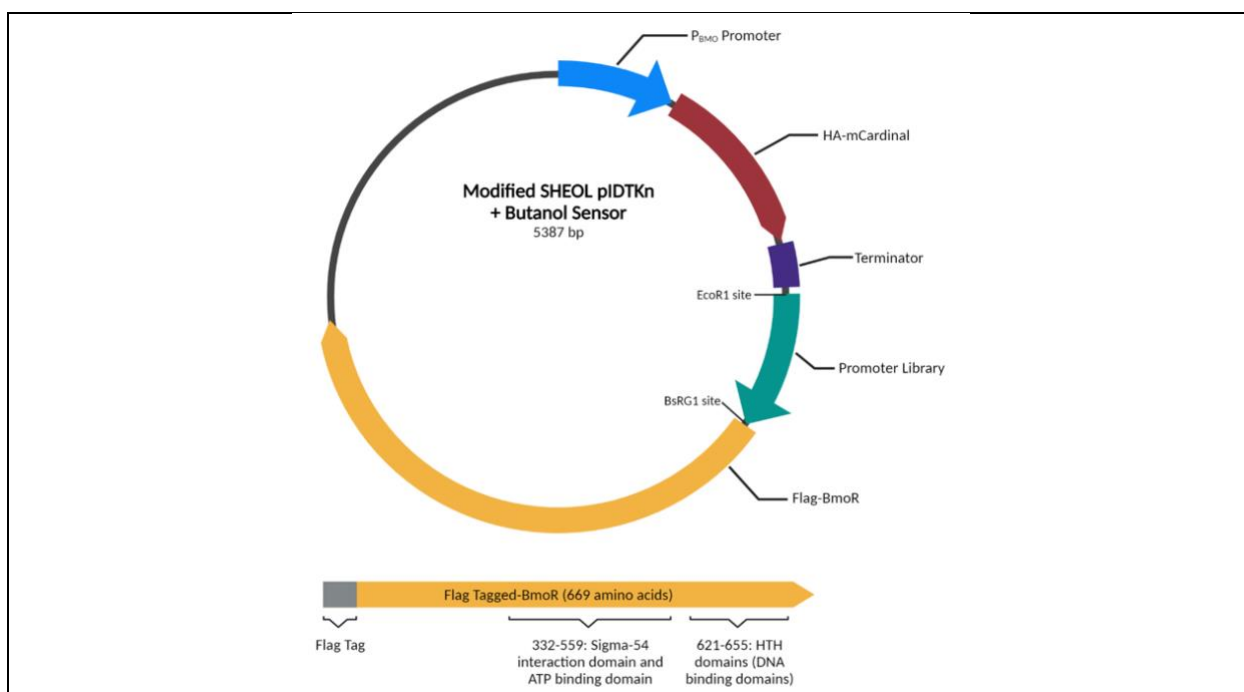 P_BMO Promoter
HA-mCardinal
Modified SHEOL pIDTKn
+ Butanol Sensor
5387 bp
Terminator
EcoR1 site
Promoter Library
BsRG1 site
Flag-BmoR
Flag Tagged-BmoR (669 amino acids)
Flag Tag
332-559: Sigma-54
interaction domain and
ATP binding domain
621-655: HTH
domains (DNA
binding domains)